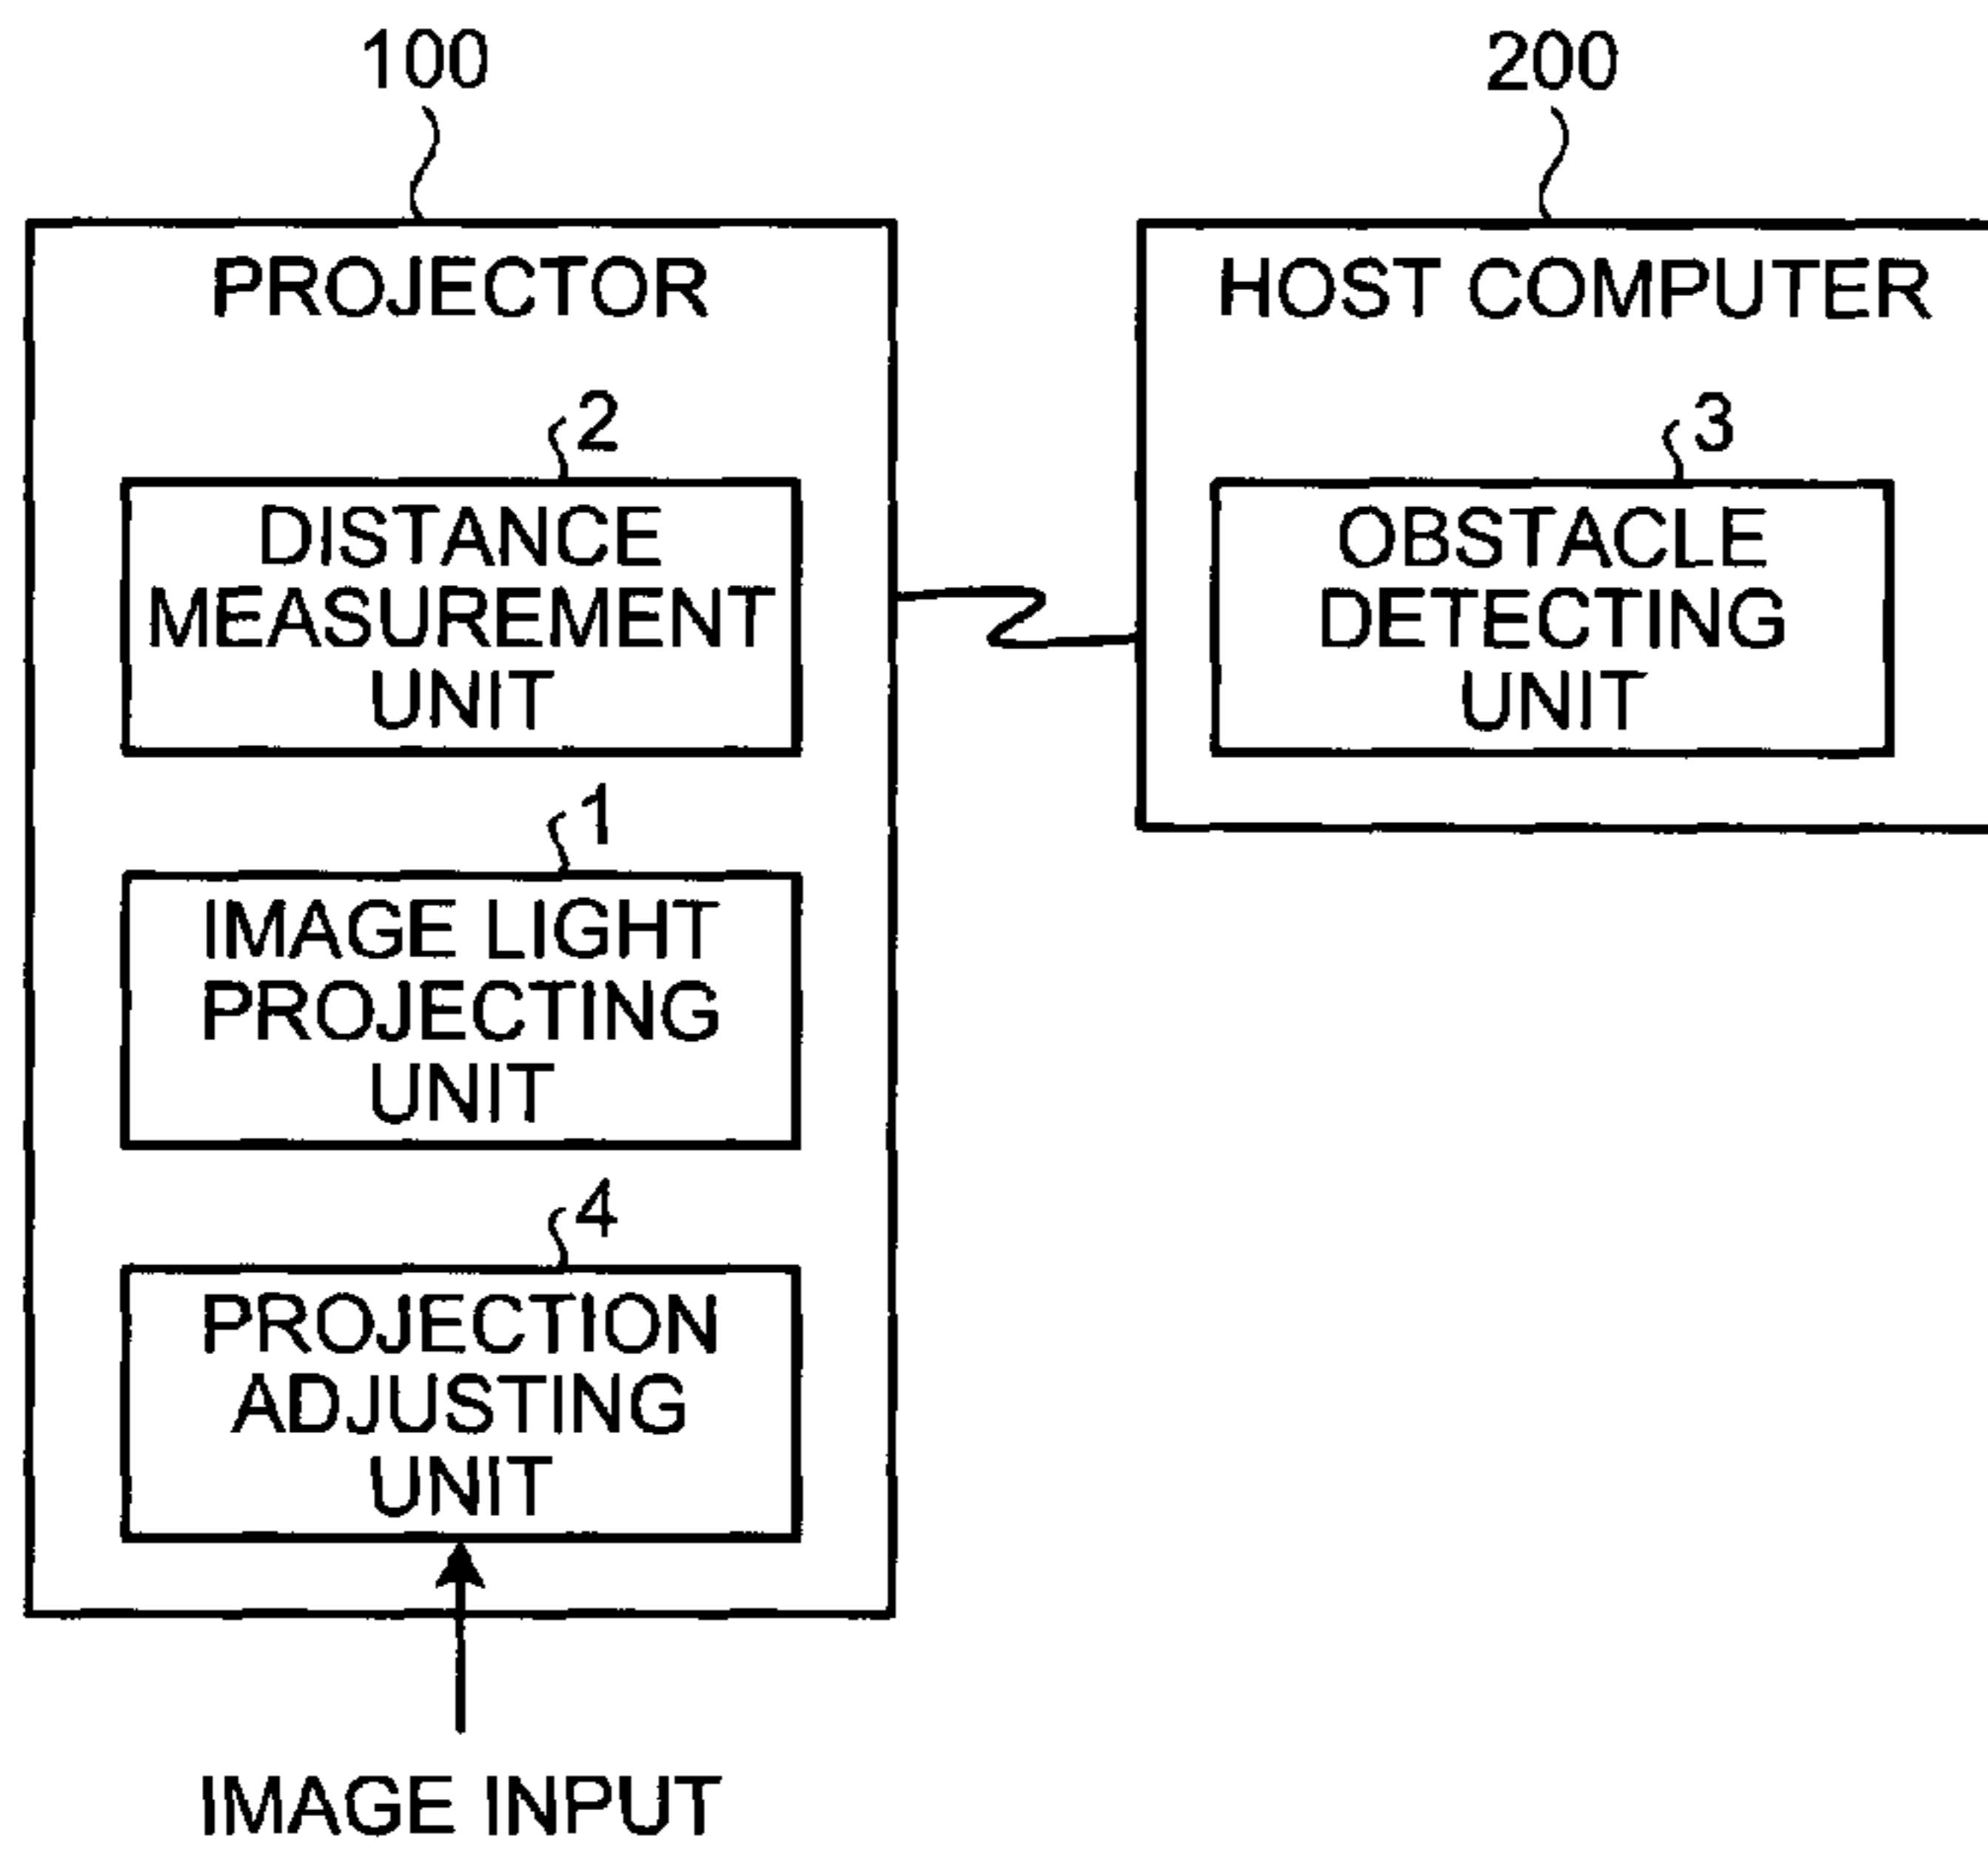 100
PROJECTOR
2
DISTANCE
MEASUREMENT
UNIT
1
IMAGE LIGHT
PROJECTING
UNIT
4
PROJECTION
ADJUSTING
UNIT
IMAGE INPUT
200
HOST COMPUTER
3
OBSTACLE
DETECTING
UNIT